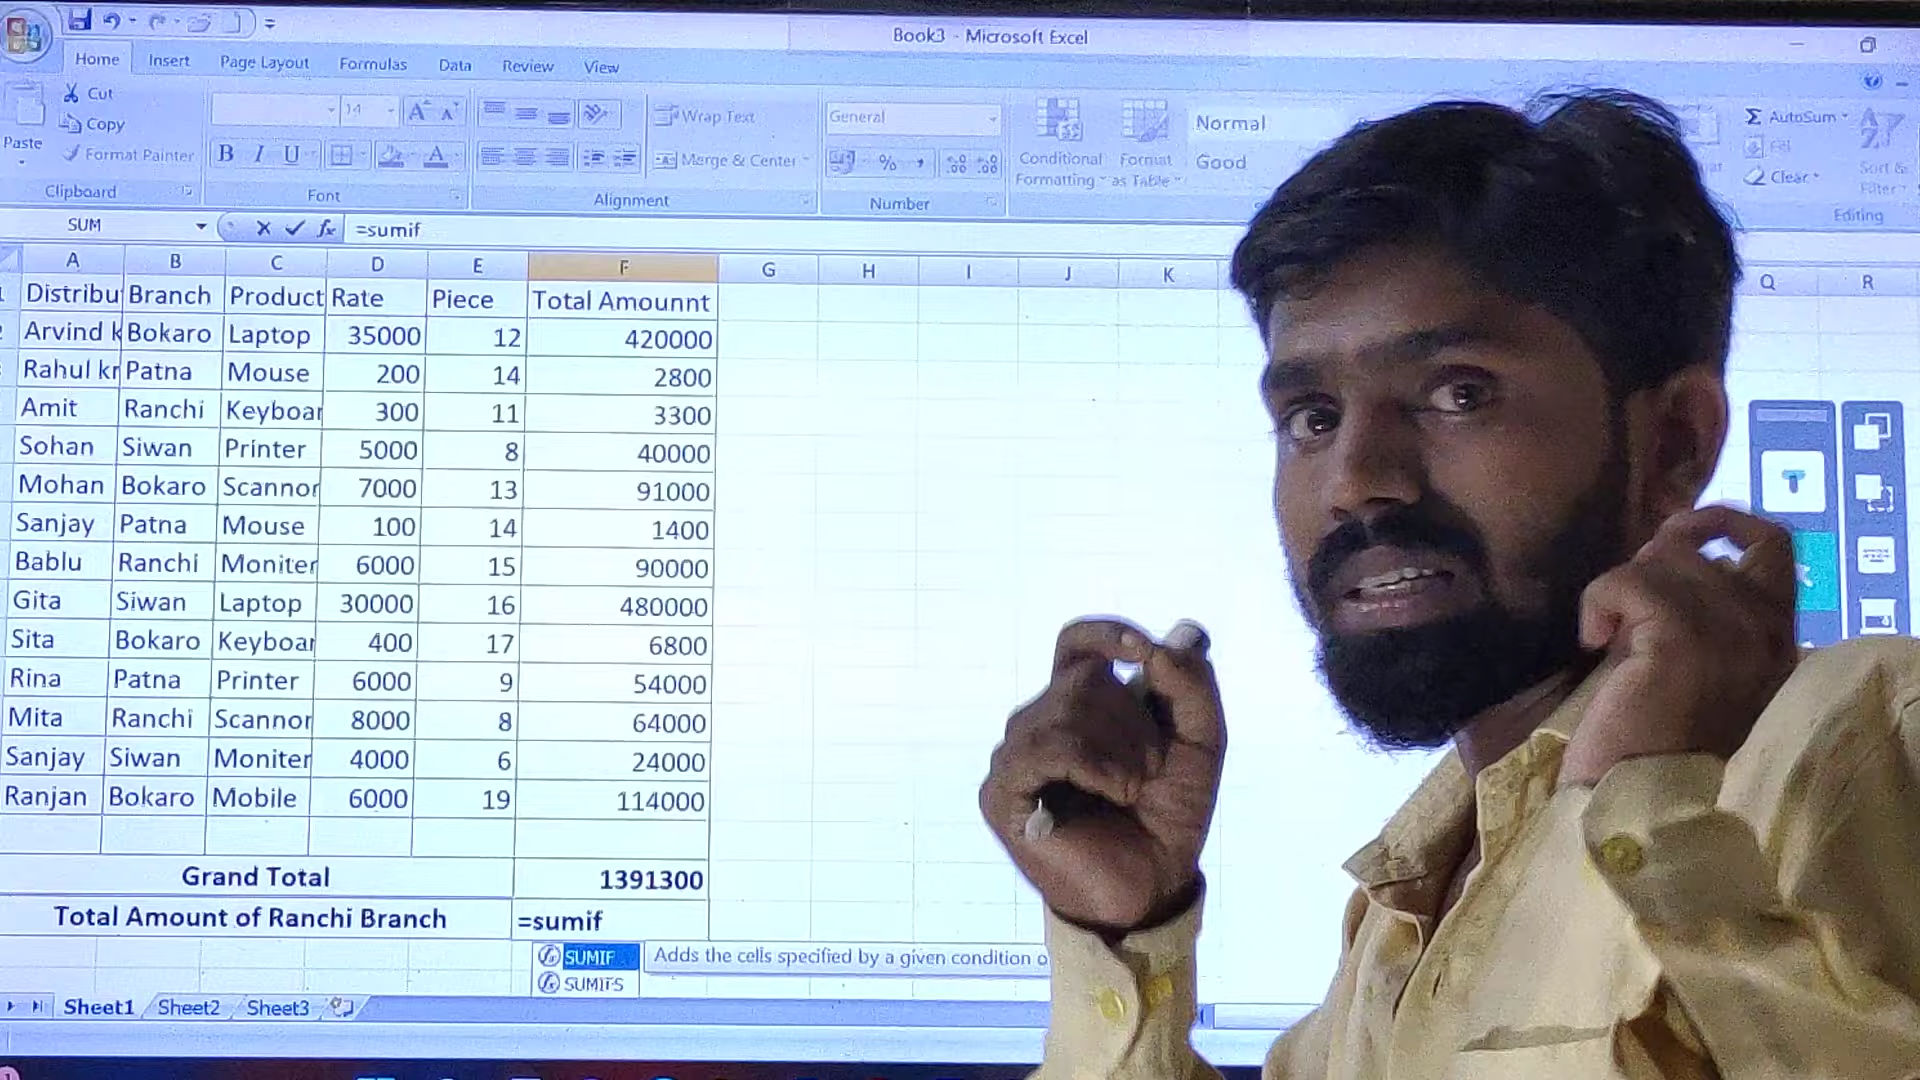 Book3 - Microsoft Excel
Home Insert Page Layout Formulas Data Review View
Cut
Copy
Paste
Format Painter
Clipboard
14
B I U A
Font
Wrap Text
Merge & Center
Alignment
General
%
Number
Conditional Formatting
Format as Table
Normal
Good
AutoSum
Fill
Clear
Sort &
Filter
Editing
SUM fx =sumif
A B C D E F G H I J K Q R
Distribu Branch Product Rate Piece Total Amounnt
Arvind k Bokaro Laptop 35000 12 420000
Rahul kr Patna Mouse 200 14 2800
Amit Ranchi Keyboar 300 11 3300
Sohan Siwan Printer 5000 8 40000
Mohan Bokaro Scannor 7000 13 91000
Sanjay Patna Mouse 100 14 1400
Bablu Ranchi Moniter 6000 15 90000
Gita Siwan Laptop 30000 16 480000
Sita Bokaro Keyboar 400 17 6800
Rina Patna Printer 6000 9 54000
Mita Ranchi Scannor 8000 8 64000
Sanjay Siwan Moniter 4000 6 24000
Ranjan Bokaro Mobile 6000 19 114000
Grand Total 1391300
Total Amount of Ranchi Branch =sumif
SUMIF Adds the cells specified by a given condition o
SUMIFS
Sheet1 Sheet2 Sheet3